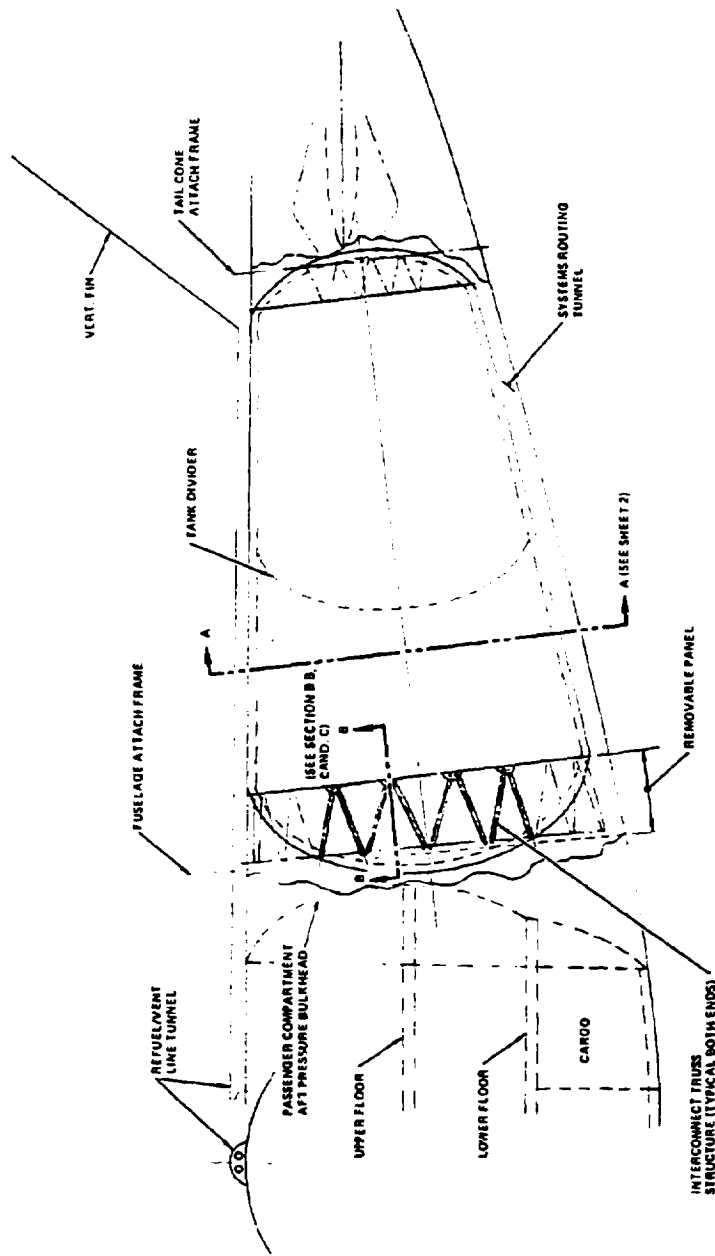 VERT. FIN
TAIL CONE
ATTACH FRAME
TANK DIVIDER
SYSTEMS ROUTING
TUNNEL
FUSELAGE ATTACH FRAME
A
A (SEE SHEET 2)
(SEE SECTION B B,
CAND. C)
B
B
REMOVABLE PANEL
REFUEL/VENT
LINE TUNNEL
PASSENGER COMPARTMENT
AFT PRESSURE BULKHEAD
UPPER FLOOR
LOWER FLOOR
CARGO
INTERCONNECT TRUSS
STRUCTURE (TYPICAL BOTH ENDS)